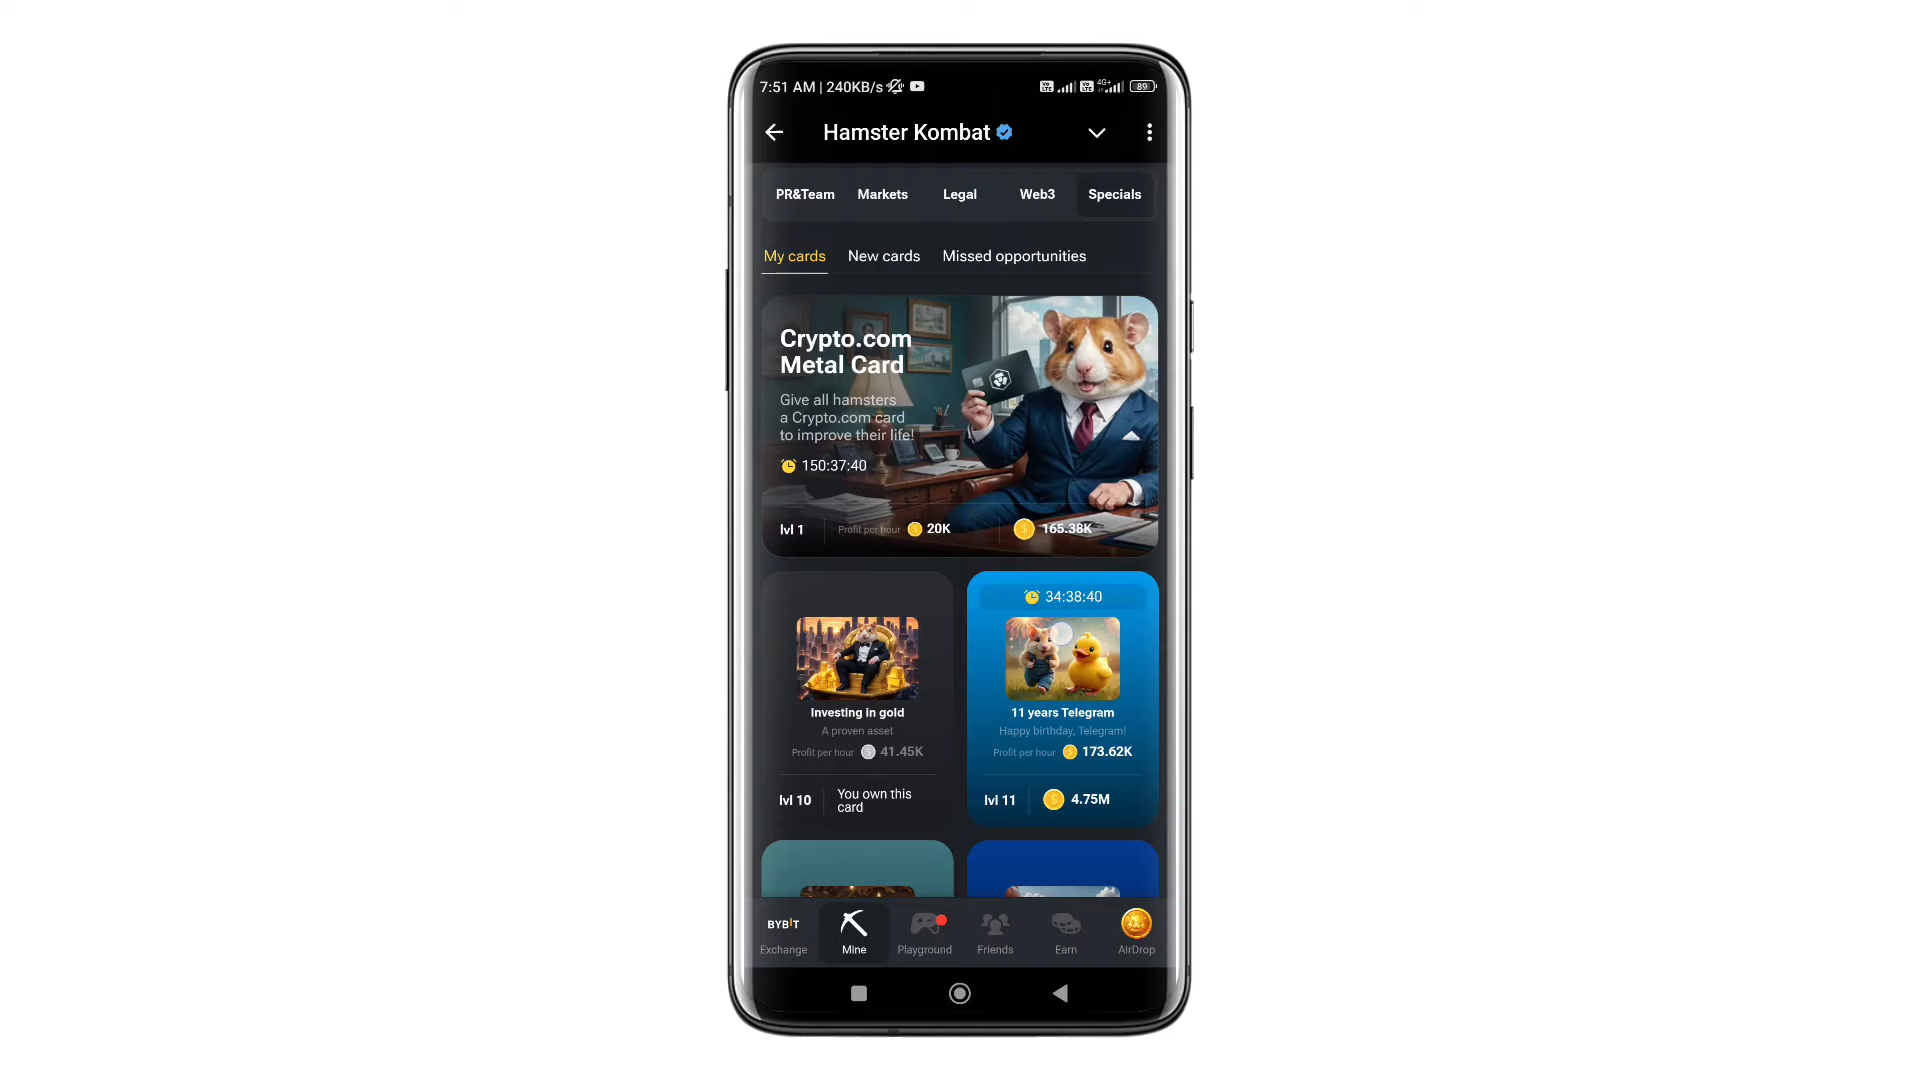 7:51 AM | 240KB/s
4G+
89
Hamster Kombat
PR&Team Markets Legal Web3 Specials
My cards New cards Missed opportunities
Crypto.com
Metal Card
Give all hamsters
a Crypto.com card
to improve their life!
150:37:40
lvl 1 Profit per hour 20K 165.38K
Investing in gold
A proven asset
Profit per hour 41.45K
lvl 10 You own this
card
34:38:40
11 years Telegram
Happy birthday, Telegram!
Profit per hour 173.62K
lvl 11 4.75M
BYBIT
Exchange Mine Playground Friends Earn AirDrop